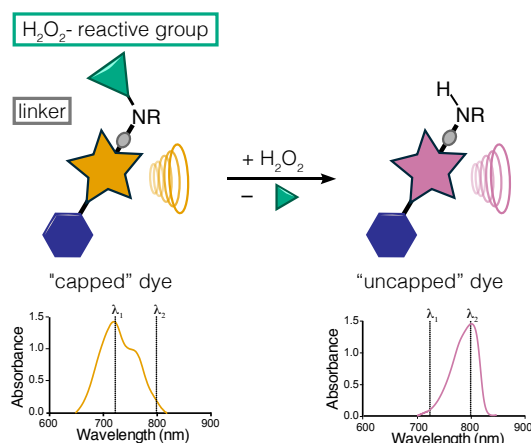 H₂O₂- reactive group
linker
NR
+ H₂O₂
−
H
NR
"capped" dye
“uncapped” dye
λ₁ λ₂
Absorbance
1.5
1.0
0.5
0.0
600 700 800 900
Wavelength (nm)
λ₁ λ₂
Absorbance
1.5
1.0
0.5
0.0
600 700 800 900
Wavelength (nm)